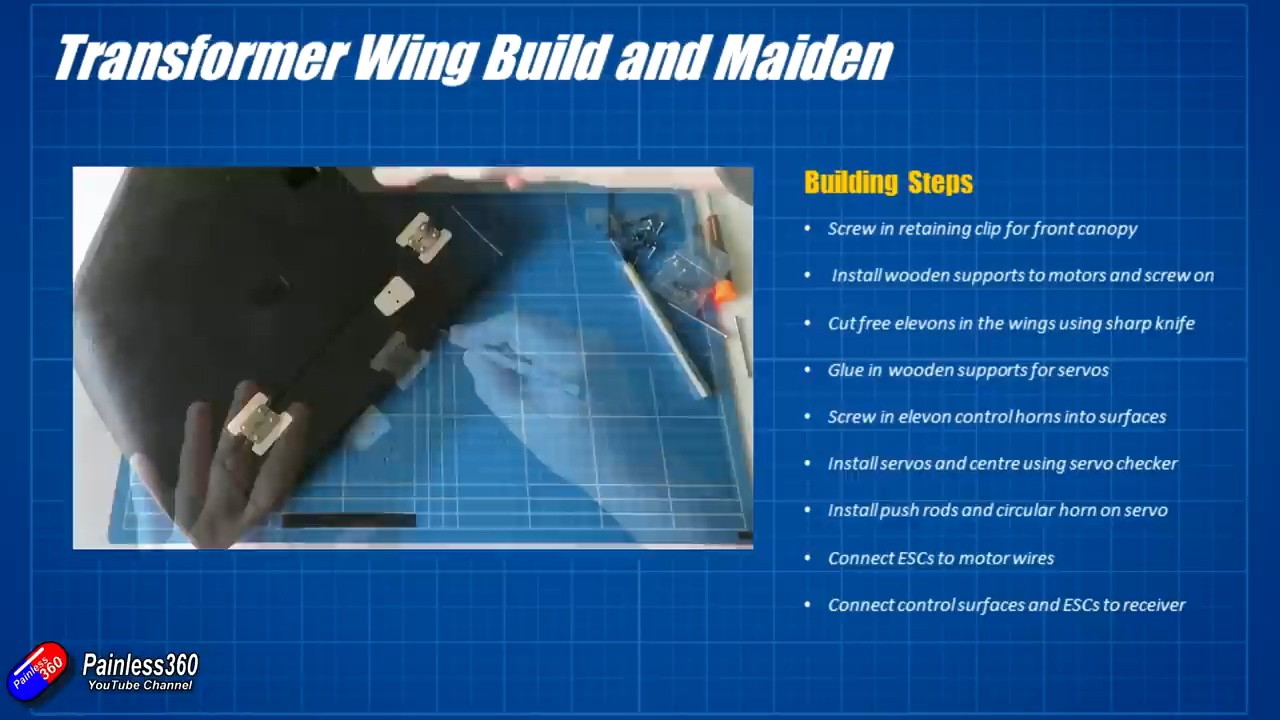 Transformer Wing Build and Maiden
Building Steps
• Screw in retaining clip for front canopy
• Install wooden supports to motors and screw on
• Cut free elevons in the wings using sharp knife
• Glue in wooden supports for servos
• Screw in elevon control horns into surfaces
• Install servos and centre using servo checker
• Install push rods and circular horn on servo
• Connect ESCs to motor wires
• Connect control surfaces and ESCs to receiver
Painless
360
Painless360
YouTube Channel